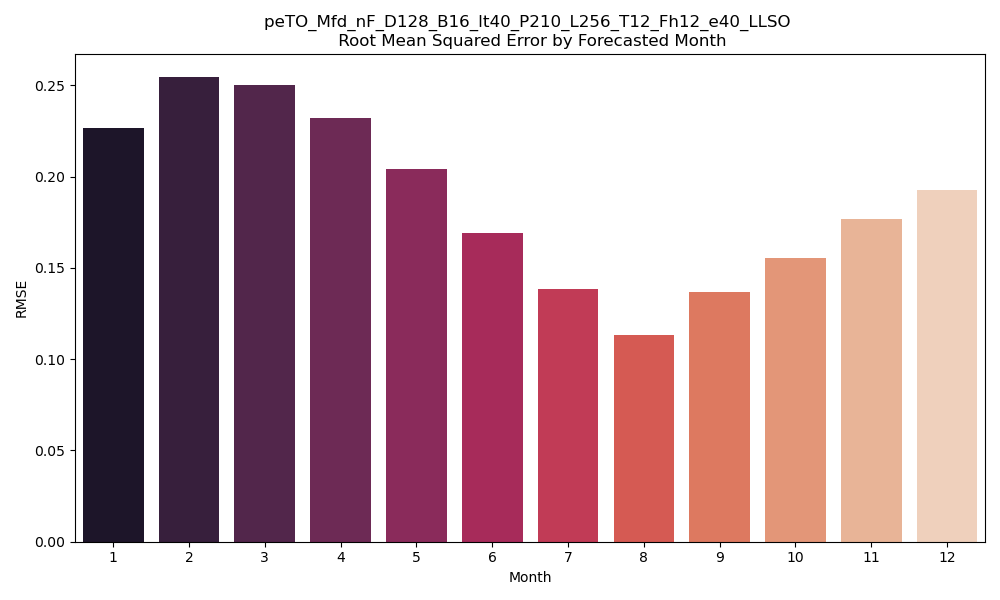 peTO_Mfd_nF_D128_B16_lt40_P210_L256_T12_Fh12_e40_LLSO
Root Mean Squared Error by Forecasted Month
RMSE
0.25
0.20
0.15
0.10
0.05
0.00
1 2 3 4 5 6 7 8 9 10 11 12
Month